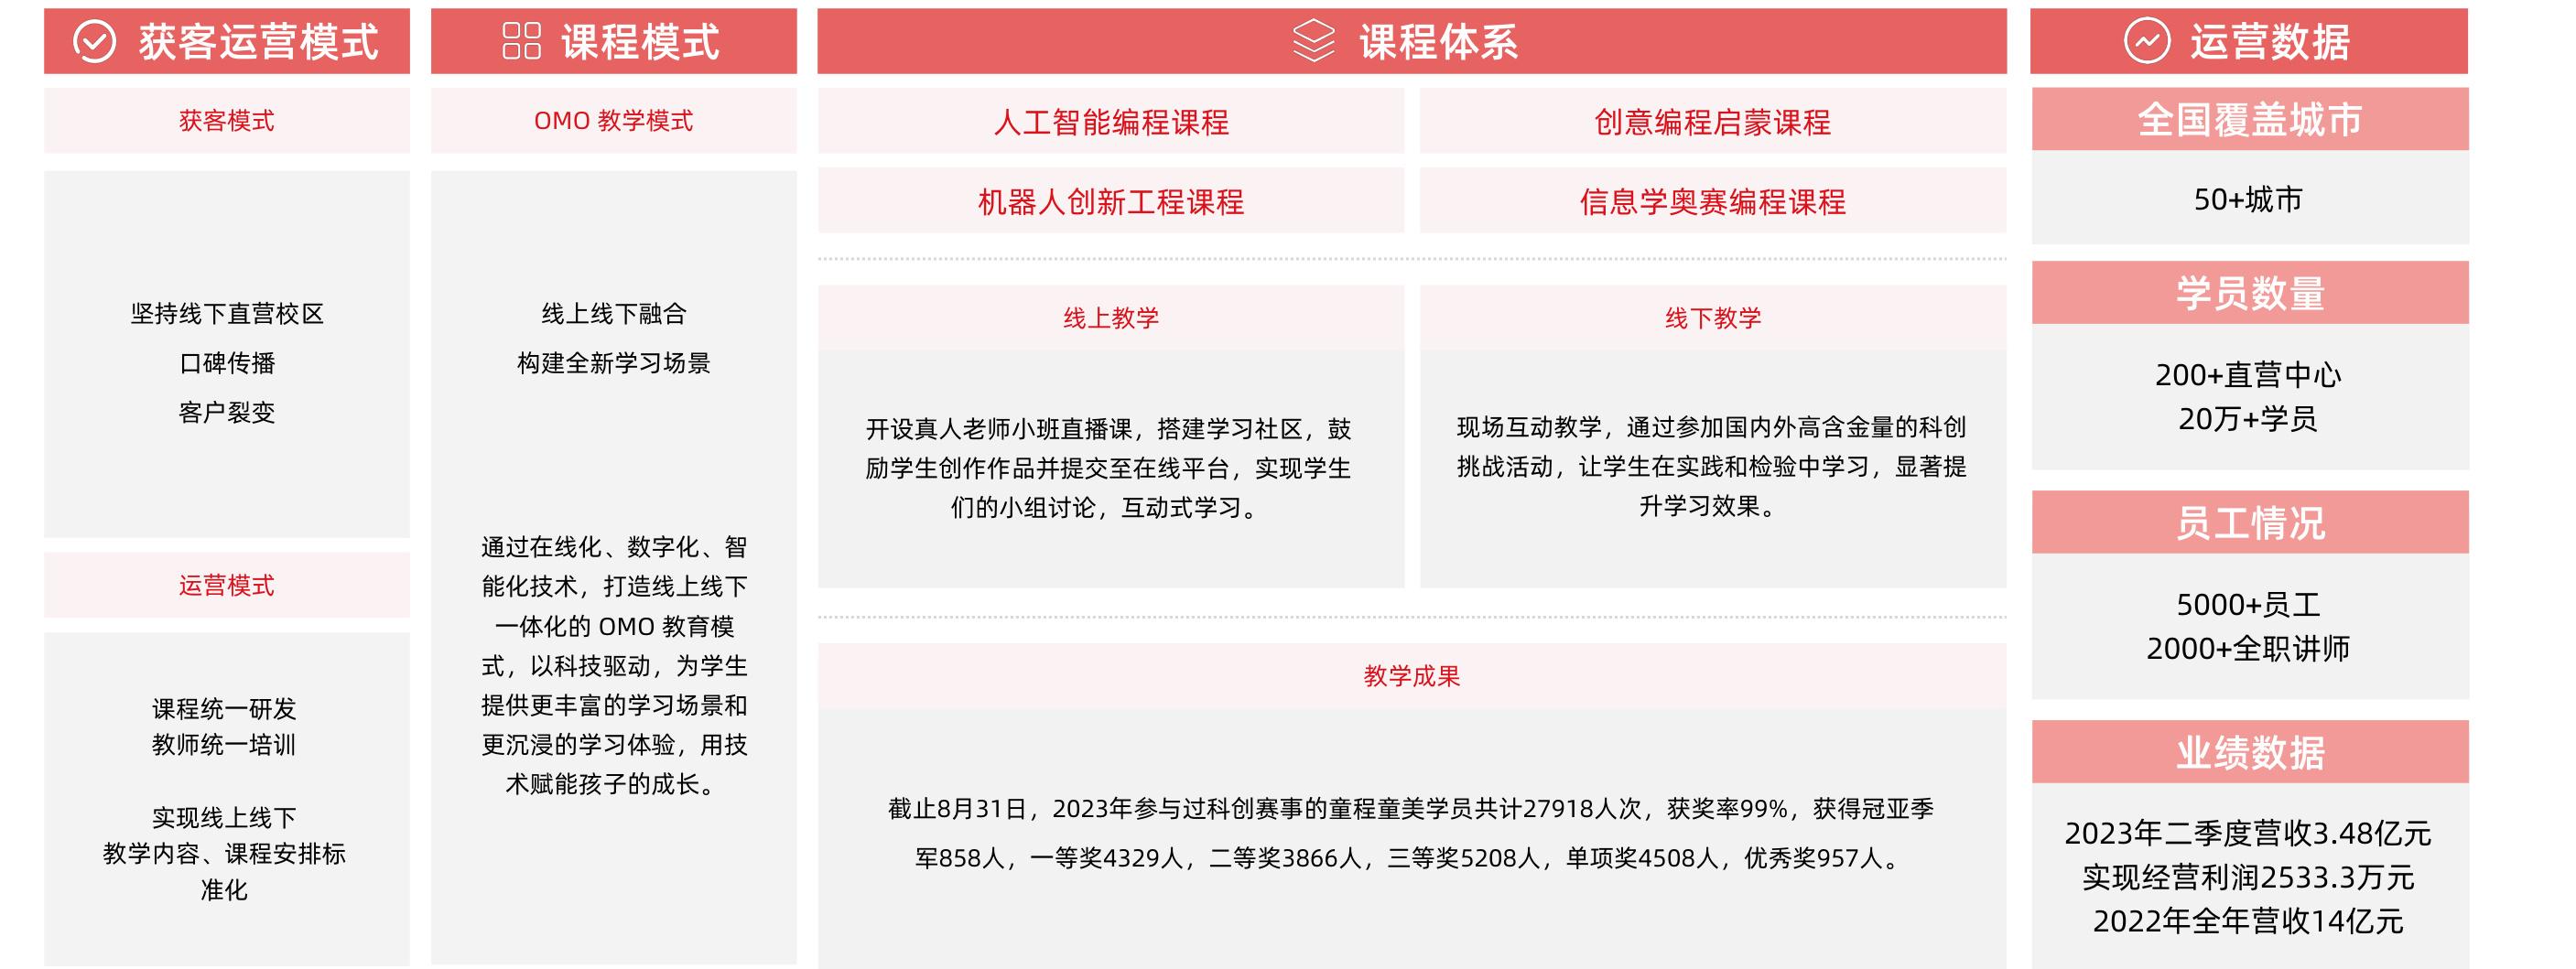 获客运营模式
获客模式
坚持线下直营校区
口碑传播
客户裂变
运营模式
课程统一研发
教师统一培训
实现线上线下
教学内容、课程安排标
准化
课程模式
OMO 教学模式
线上线下融合
构建全新学习场景
通过在线化、数字化、智
能化技术，打造线上线下
一体化的 OMO 教育模
式，以科技驱动，为学生
提供更丰富的学习场景和
更沉浸的学习体验，用技
术赋能孩子的成长。
课程体系
人工智能编程课程
创意编程启蒙课程
机器人创新工程课程
信息学奥赛编程课程
线上教学
开设真人老师小班直播课，搭建学习社区，鼓
励学生创作作品并提交至在线平台，实现学生
们的小组讨论，互动式学习。
线下教学
现场互动教学，通过参加国内外高含金量的科创
挑战活动，让学生在实践和检验中学习，显著提
升学习效果。
教学成果
截止8月31日，2023年参与过科创赛事的童程童美学员共计27918人次，获奖率99%，获得冠亚季
军858人，一等奖4329人，二等奖3866人，三等奖5208人，单项奖4508人，优秀奖957人。
运营数据
全国覆盖城市
50+城市
学员数量
200+直营中心
20万+学员
员工情况
5000+员工
2000+全职讲师
业绩数据
2023年二季度营收3.48亿元
实现经营利润2533.3万元
2022年全年营收14亿元